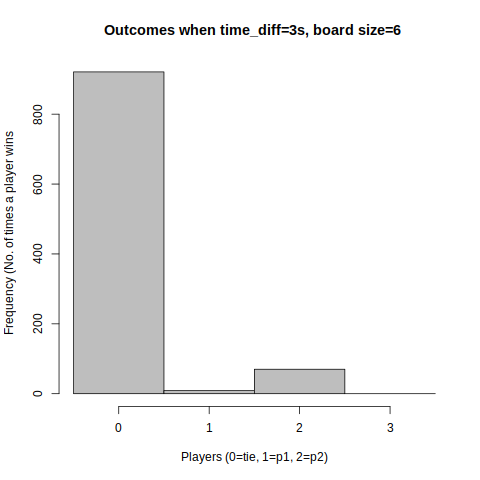 Outcomes when time_diff=3s, board size=6
Frequency (No. of times a player wins
800
600
400
200
0
0 1 2 3
Players (0=tie, 1=p1, 2=p2)